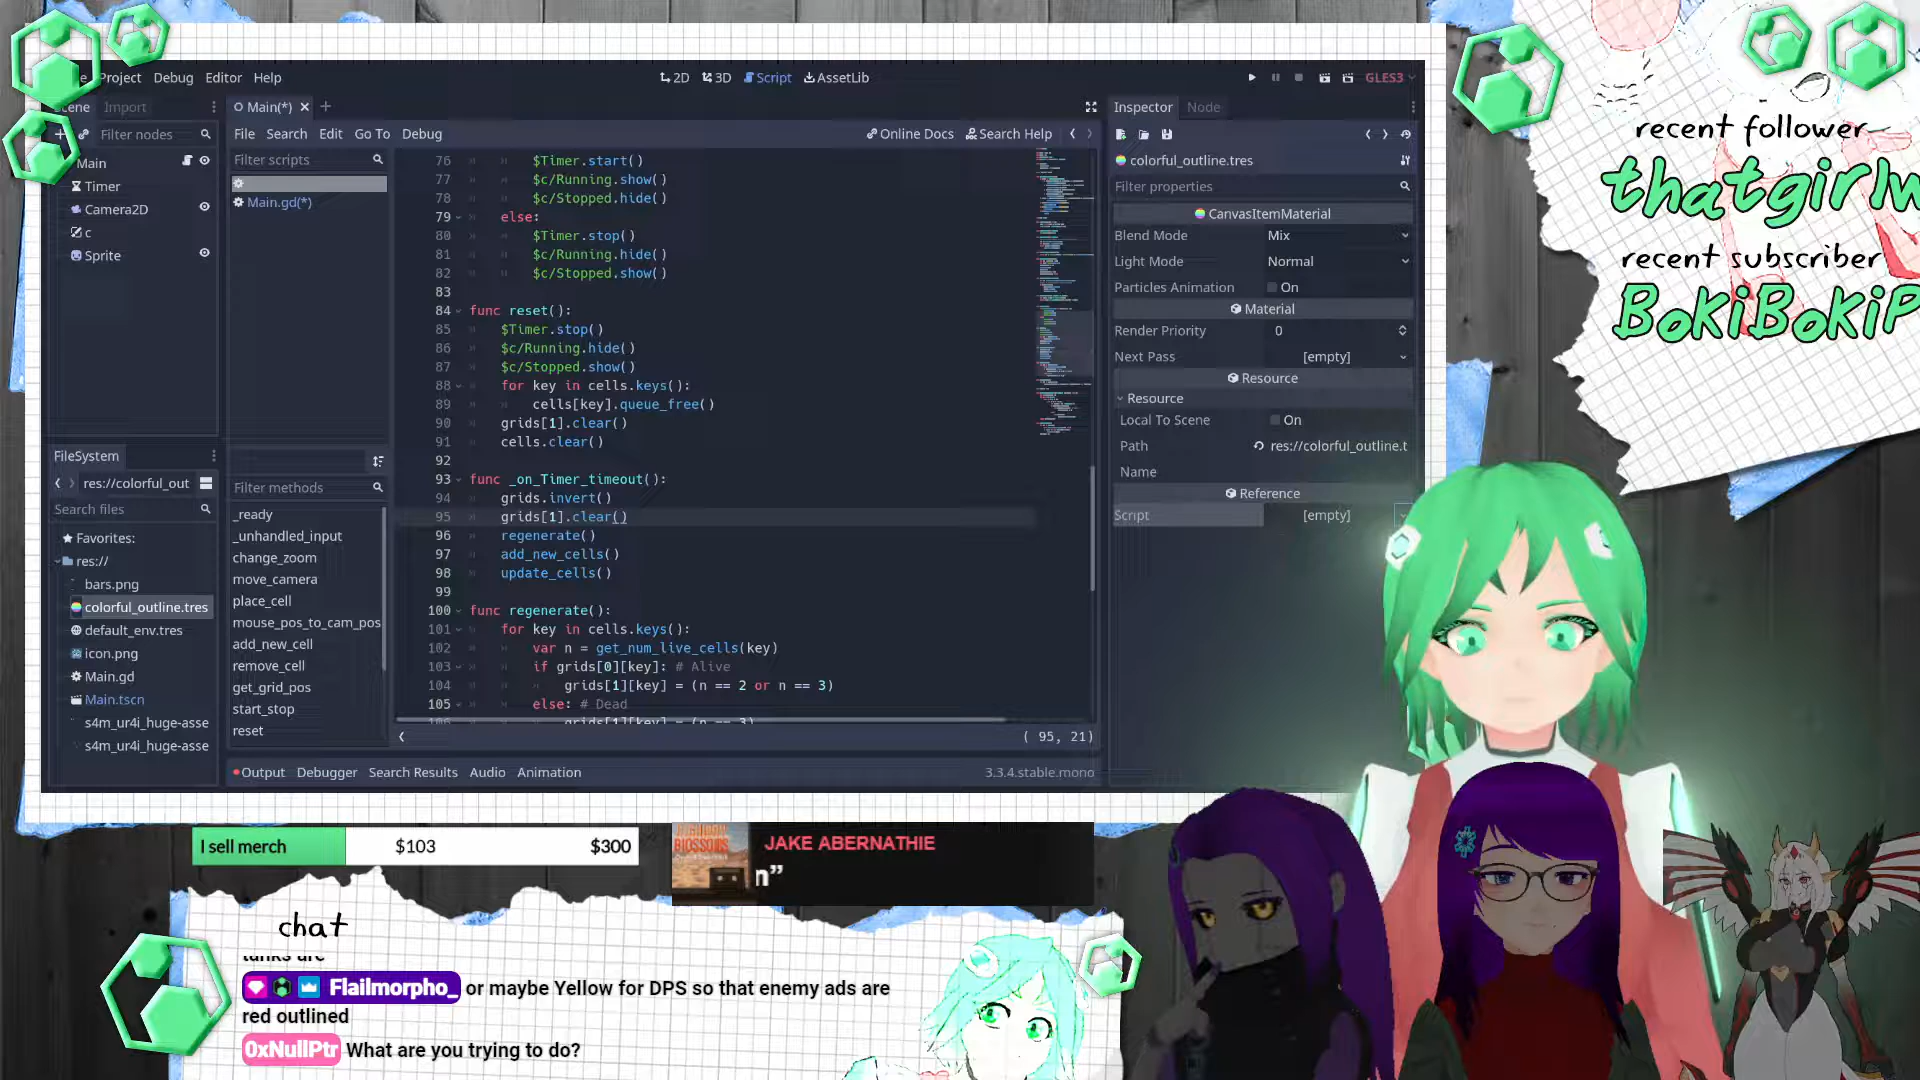 Project Debug Editor Help
2D 3D Script AssetLib
GLES3
Scene Import
Filter nodes
Main
Timer
Camera2D
c
Sprite
Main(*)
File Search Edit Go To Debug
Online Docs Search Help
Filter scripts
Main.gd(*)
76 $Timer.start()
77 $c/Running.show()
78 $c/Stopped.hide()
79 else:
80 $Timer.stop()
81 $c/Running.hide()
82 $c/Stopped.show()
83
84 func reset():
85 $Timer.stop()
86 $c/Running.hide()
87 $c/Stopped.show()
88 for key in cells.keys():
89 cells[key].queue_free()
90 grids[1].clear()
91 cells.clear()
92
93 func _on_Timer_timeout():
94 grids.invert()
95 grids[1].clear()
96 regenerate()
97 add_new_cells()
98 update_cells()
99
100 func regenerate():
101 for key in cells.keys():
102 var n = get_num_live_cells(key)
103 if grids[0][key]: # Alive
104 grids[1][key] = (n == 2 or n == 3)
105 else: # Dead
106 grids[1][key] = (n == 3)
( 95, 21)
Filter methods
_ready
_unhandled_input
change_zoom
move_camera
place_cell
mouse_pos_to_cam_pos
add_new_cell
remove_cell
get_grid_pos
start_stop
reset
FileSystem
res://colorful_out
Search files
Favorites:
res://
bars.png
colorful_outline.tres
default_env.tres
icon.png
Main.gd
Main.tscn
s4m_ur4i_huge-asse
s4m_ur4i_huge-asse
Output Debugger Search Results Audio Animation
3.3.4.stable.mono
Inspector Node
colorful_outline.tres
Filter properties
CanvasItemMaterial
Blend Mode Mix
Light Mode Normal
Particles Animation On
Material
Render Priority 0
Next Pass [empty]
Resource
Resource
Local To Scene On
Path res://colorful_outline.t
Name
Reference
Script [empty]
recent follower
thatgirlw
recent subscriber
BokiBokiP
I sell merch $103 $300
JAKE ABERNATHIE
n”
chat
tanks are
Flailmorpho_ or maybe Yellow for DPS so that enemy ads are
red outlined
0xNullPtr What are you trying to do?